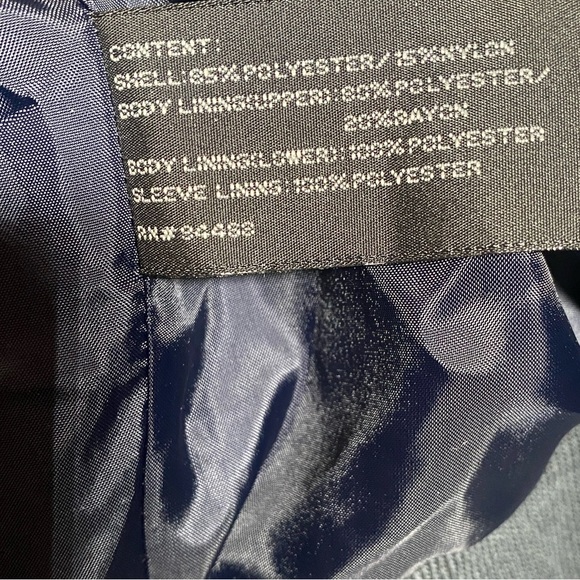 CONTENT:
SHELL:85%POLYESTER/15%NYLON
BODY LINING(UPPER):80%POLYESTER/
20%RAYON
BODY LINING(LOWER):100%POLYESTER
SLEEVE LINING:100%POLYESTER
RN# 94468